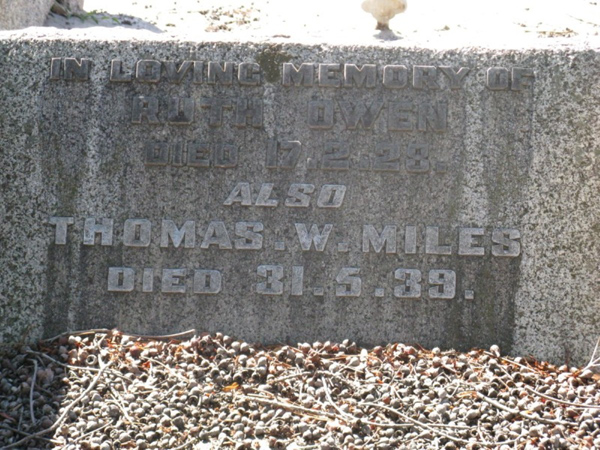 IN LOVING MEMORY OF
RUTH OWEN
DIED 17.2.28.
ALSO
THOMAS.W.MILES
DIED 31.5.39.